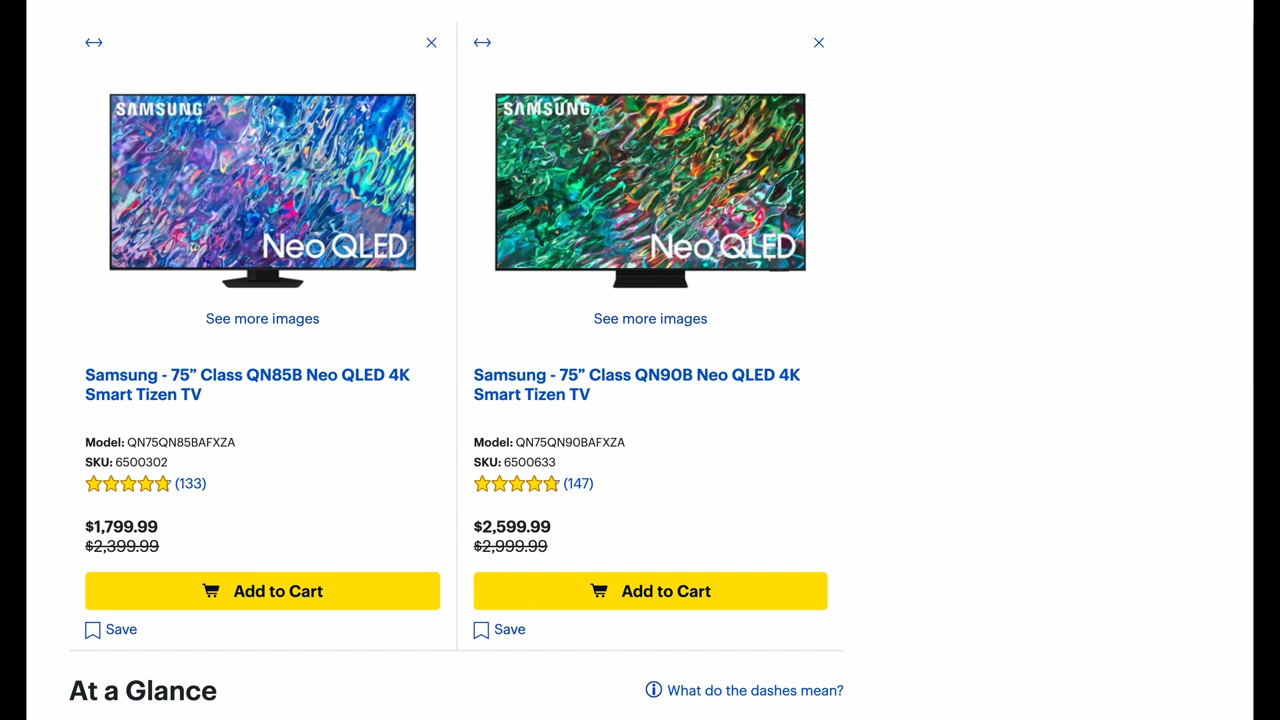 SAMSUNG
Neo QLED
See more images
Samsung - 75” Class QN85B Neo QLED 4K
Smart Tizen TV
Model: QN75QN85BAFXZA
SKU: 6500302
(133)
$1,799.99
$2,399.99
Add to Cart
Save
SAMSUNG
Neo QLED
See more images
Samsung - 75” Class QN90B Neo QLED 4K
Smart Tizen TV
Model: QN75QN90BAFXZA
SKU: 6500633
(147)
$2,599.99
$2,999.99
Add to Cart
Save
At a Glance
What do the dashes mean?